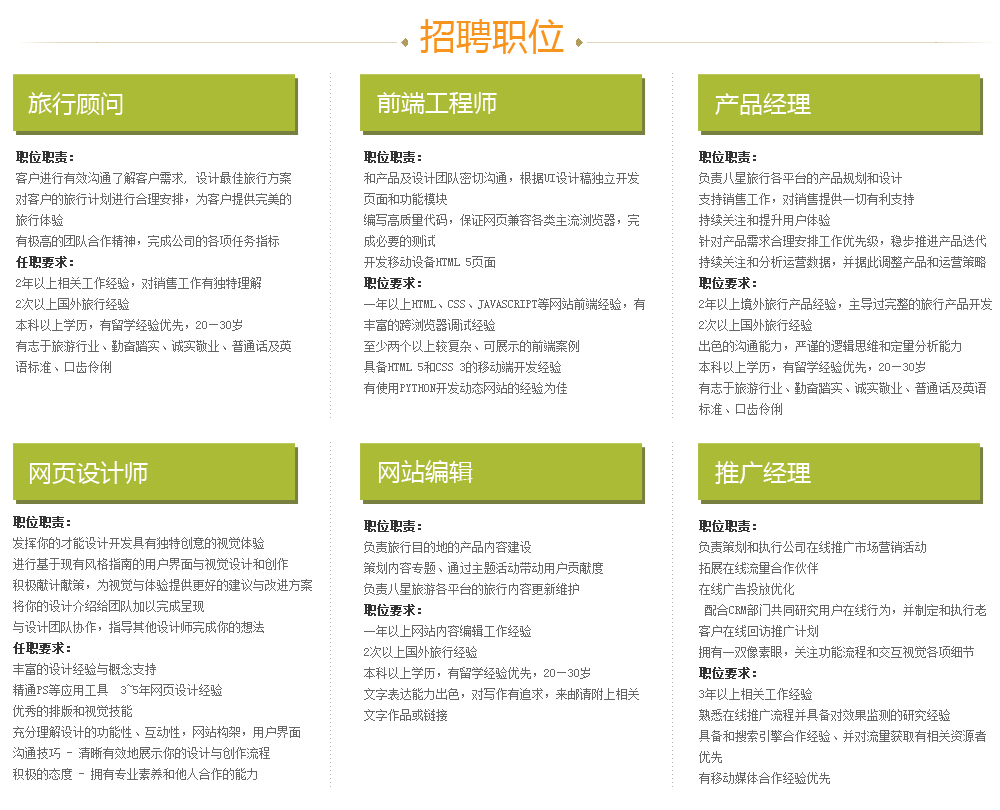 招聘职位
旅行顾问
职位职责：
客户进行有效沟通了解客户需求, 设计最佳旅行方案
对客户的旅行计划进行合理安排，为客户提供完美的
旅行体验
有极高的团队合作精神，完成公司的各项任务指标
任职要求：
2年以上相关工作经验，对销售工作有独特理解
2次以上国外旅行经验
本科以上学历，有留学经验优先，20—30岁
有志于旅游行业、勤奋踏实、诚实敬业、普通话及英
语标准、口齿伶俐
前端工程师
职位职责：
和产品及设计团队密切沟通，根据UI设计稿独立开发
页面和功能模块
编写高质量代码，保证网页兼容各类主流浏览器，完
成必要的测试
开发移动设备HTML 5页面
职位要求：
一年以上HTML、CSS、JAVASCRIPT等网站前端经验，有
丰富的跨浏览器调试经验
至少两个以上较复杂、可展示的前端案例
具备HTML 5和CSS 3的移动端开发经验
有使用PYTHON开发动态网站的经验为佳
产品经理
职位职责：
负责八星旅行各平台的产品规划和设计
支持销售工作，对销售提供一切有利支持
持续关注和提升用户体验
针对产品需求合理安排工作优先级，稳步推进产品迭代
持续关注和分析运营数据，并据此调整产品和运营策略
职位要求：
2年以上境外旅行产品经验，主导过完整的旅行产品开发
2次以上国外旅行经验
出色的沟通能力，严谨的逻辑思维和定量分析能力
本科以上学历，有留学经验优先，20—30岁
有志于旅游行业、勤奋踏实、诚实敬业、普通话及英语
标准、口齿伶俐
网页设计师
职位职责：
发挥你的才能设计开发具有独特创意的视觉体验
进行基于现有风格指南的用户界面与视觉设计和创作
积极献计献策，为视觉与体验提供更好的建议与改进方案
将你的设计介绍给团队加以完成呈现
与设计团队协作，指导其他设计师完成你的想法
任职要求：
丰富的设计经验与概念支持
精通PS等应用工具  3~5年网页设计经验
优秀的排版和视觉技能
充分理解设计的功能性、互动性，网站构架，用户界面
沟通技巧 - 清晰有效地展示你的设计与创作流程
积极的态度 - 拥有专业素养和他人合作的能力
网站编辑
职位职责：
负责旅行目的地的产品内容建设
策划内容专题、通过主题活动带动用户贡献度
负责八星旅游各平台的旅行内容更新维护
职位要求：
一年以上网站内容编辑工作经验
2次以上国外旅行经验
本科以上学历，有留学经验优先，20—30岁
文字表达能力出色，对写作有追求，来邮请附上相关
文字作品或链接
推广经理
职位职责：
负责策划和执行公司在线推广市场营销活动
拓展在线流量合作伙伴
在线广告投放优化
配合CRM部门共同研究用户在线行为，并制定和执行老
客户在线回访推广计划
拥有一双像素眼，关注功能流程和交互视觉各项细节
职位要求：
3年以上相关工作经验
熟悉在线推广流程并具备对效果监测的研究经验
具备和搜索引擎合作经验、并对流量获取有相关资源者
优先
有移动媒体合作经验优先